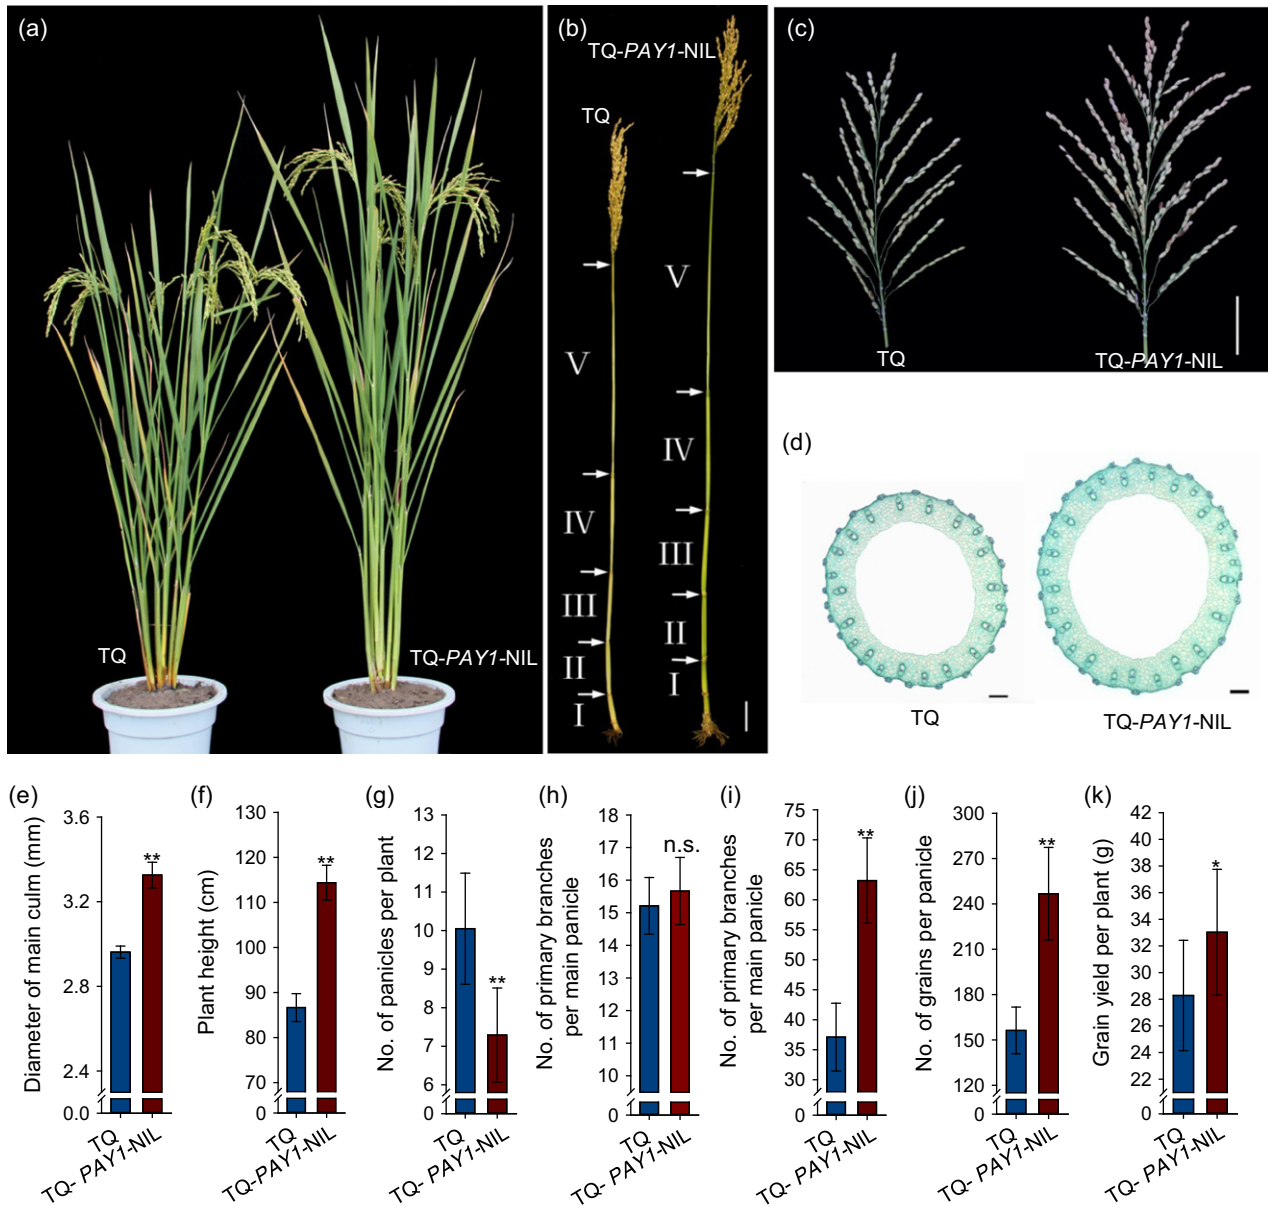 (a)
TQ
TQ-PAY1-NIL
(b)
TQ-PAY1-NIL
TQ
V
IV
III
II
I
V
IV
III
II
I
(c)
TQ
TQ-PAY1-NIL
(d)
TQ
TQ-PAY1-NIL
(e)
Diameter of main culm (mm)
3.6
3.2
2.8
2.4
0.0
**
TQ
TQ-PAY1-NIL
(f)
Plant height (cm)
130
120
110
100
90
80
70
0
**
TQ
TQ-PAY1-NIL
(g)
No. of panicles per plant
13
12
11
10
9
8
7
6
0
**
TQ
TQ- PAY1-NIL
(h)
No. of primary branches
per main panicle
18
17
16
15
14
13
12
11
10
0
n.s.
TQ
TQ- PAY1-NIL
(i)
No. of primary branches
per main panicle
75
70
65
60
55
50
45
40
35
30
0
**
TQ
TQ- PAY1-NIL
(j)
No. of grains per panicle
300
270
240
210
180
150
120
0
**
TQ
TQ- PAY1-NIL
(k)
Grain yield per plant (g)
42
40
38
36
34
32
30
28
26
24
22
0
*
TQ
TQ- PAY1-NIL